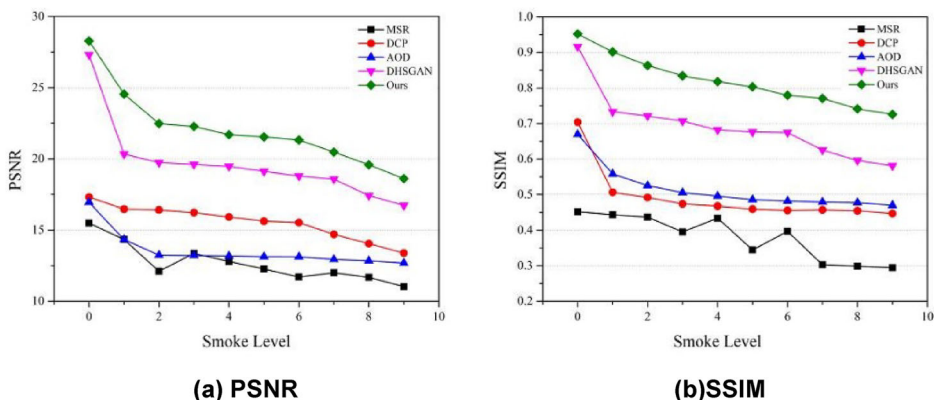 30
25
20
15
10
PSNR
0
2
4
6
8
10
Smoke Level
MSR
DCP
AOD
DHSGAN
Ours
(a) PSNR
1.0
0.9
0.8
0.7
0.6
0.5
0.4
0.3
0.2
SSIM
0
2
4
6
8
10
Smoke Level
MSR
DCP
AOD
DHSGAN
Ours
(b)SSIM